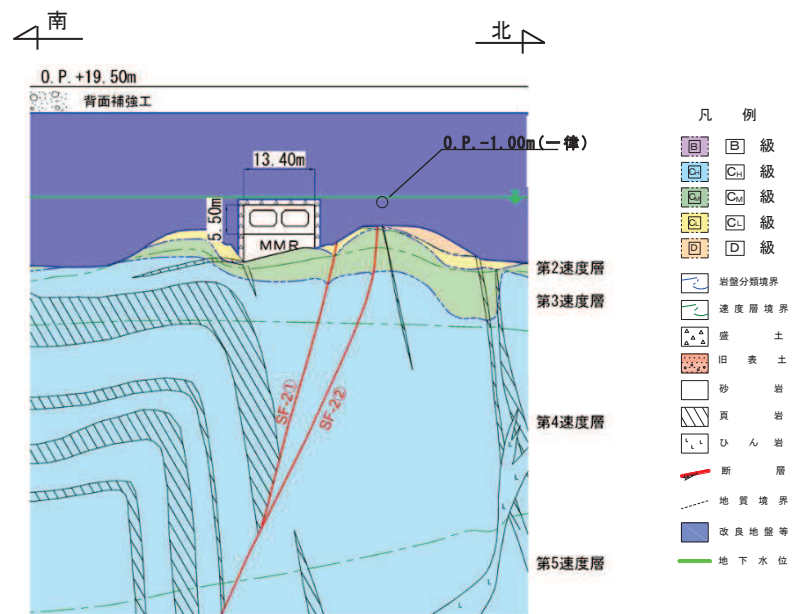 南
北
O.P.+19.50m
背面補強工
O.P.-1.00m(一律)
13.40m
5.50m
MMR
第2速度層
第3速度層
SF-2①
SF-2②
第4速度層
第5速度層
凡 例
B B 級
CH CH 級
CM CM 級
CL CL 級
D D 級
岩盤分類境界
速度層境界
盛 土
旧 表 土
砂 岩
頁 岩
ひ ん 岩
断 層
地 質 境 界
改 良 地 盤 等
地 下 水 位